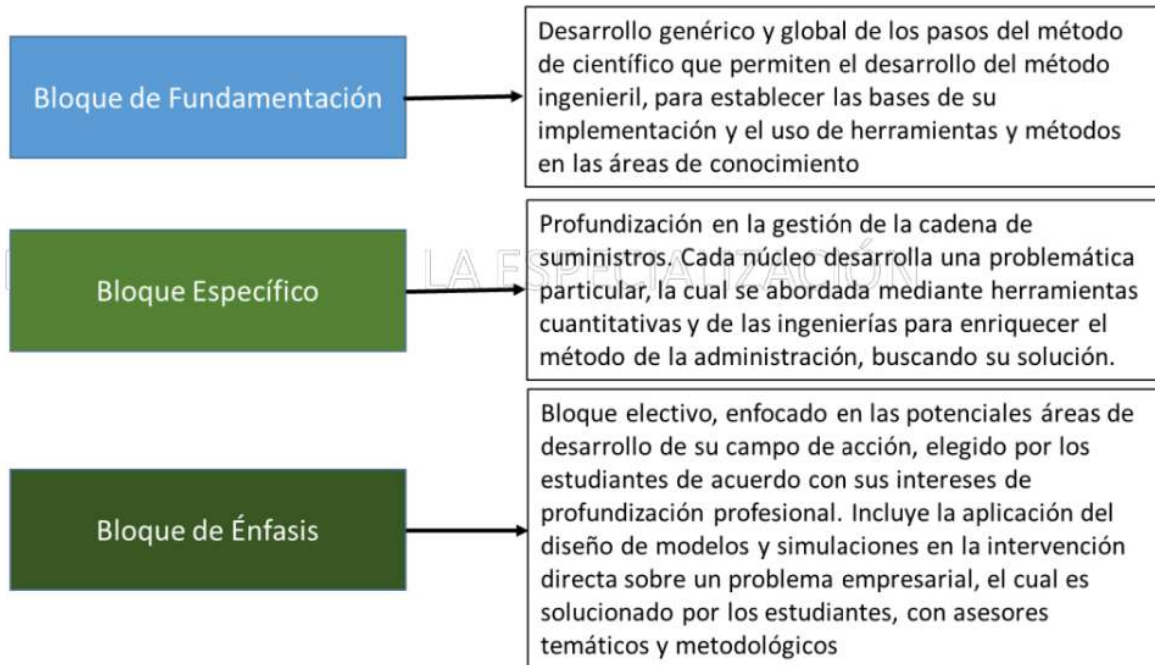 Bloque de Fundamentación
Desarrollo genérico y global de los pasos del método
de científico que permiten el desarrollo del método
ingenieril, para establecer las bases de su
implementación y el uso de herramientas y métodos
en las áreas de conocimiento
Bloque Específico
Profundización en la gestión de la cadena de
suministros. Cada núcleo desarrolla una problemática
particular, la cual se abordada mediante herramientas
cuantitativas y de las ingenierías para enriquecer el
método de la administración, buscando su solución.
LA ESPECIALIZACIÓN
Bloque de Énfasis
Bloque electivo, enfocado en las potenciales áreas de
desarrollo de su campo de acción, elegido por los
estudiantes de acuerdo con sus intereses de
profundización profesional. Incluye la aplicación del
diseño de modelos y simulaciones en la intervención
directa sobre un problema empresarial, el cual es
solucionado por los estudiantes, con asesores
temáticos y metodológicos